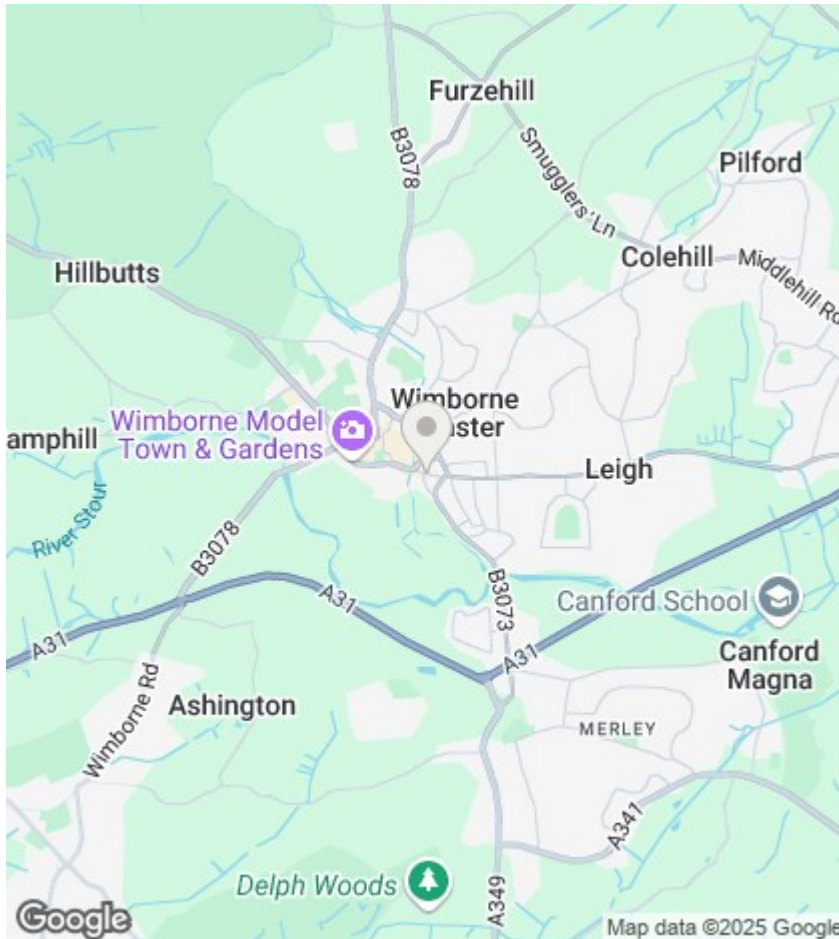 Furzehill
B3078
Smugglers' Ln
Pilford
Colehill
Middlehill Rd
Hillbutts
Wimborne
Wimborne Model
Town & Gardens
amphill
Leigh
River Stour
B3078
B3073
A31
Canford School
A31
A31
Canford
Magna
Wimborne Rd
Ashington
MERLEY
A341
Delph Woods
A349
Google
Map data ©2025 Google